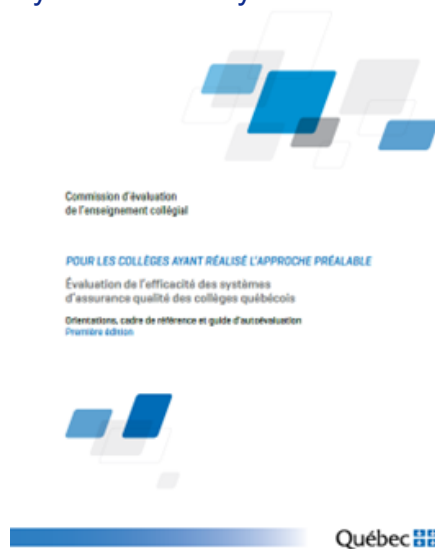 Commission d'évaluation
de l'enseignement collégial
POUR LES COLLÈGES AYANT RÉALISÉ L'APPROCHE PRÉALABLE
Évaluation de l'efficacité des systèmes
d'assurance qualité des collèges québécois
Orientations, cadre de référence et guide d'autoévaluation
Première édition
Québec